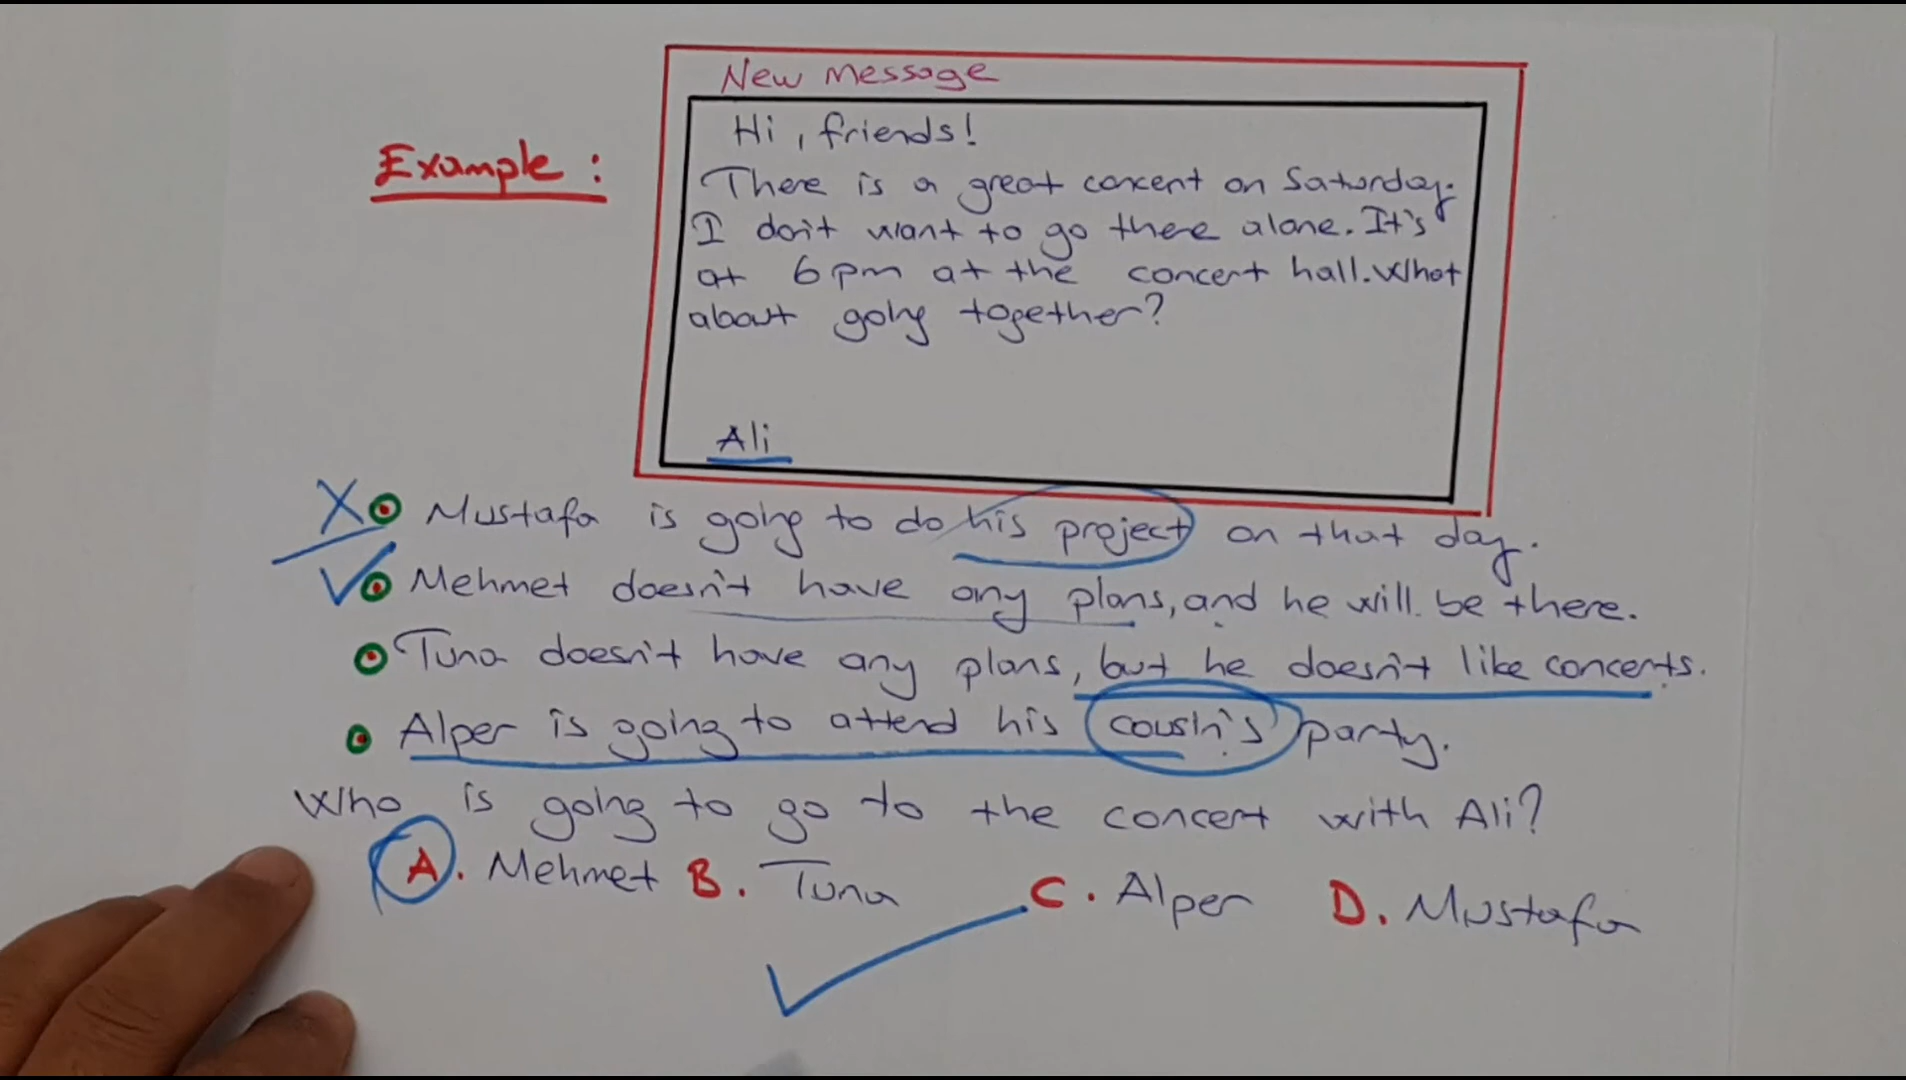 New message
Hi, friends!
Example:
There is a great concert on Saturday.
I don't want to go there alone. It's
at 6 pm at the concert hall. What
about going together?
Ali
X Mustafa is going to do his project on that day.
Mehmet doesn't have any plans, and he will be there.
Tuna doesn't have any plans, but he doesn't like concerts.
Alper is going to attend his cousin's party.
Who is going to go to the concert with Ali?
A. Mehmet B. Tuna C. Alper D. Mustafa